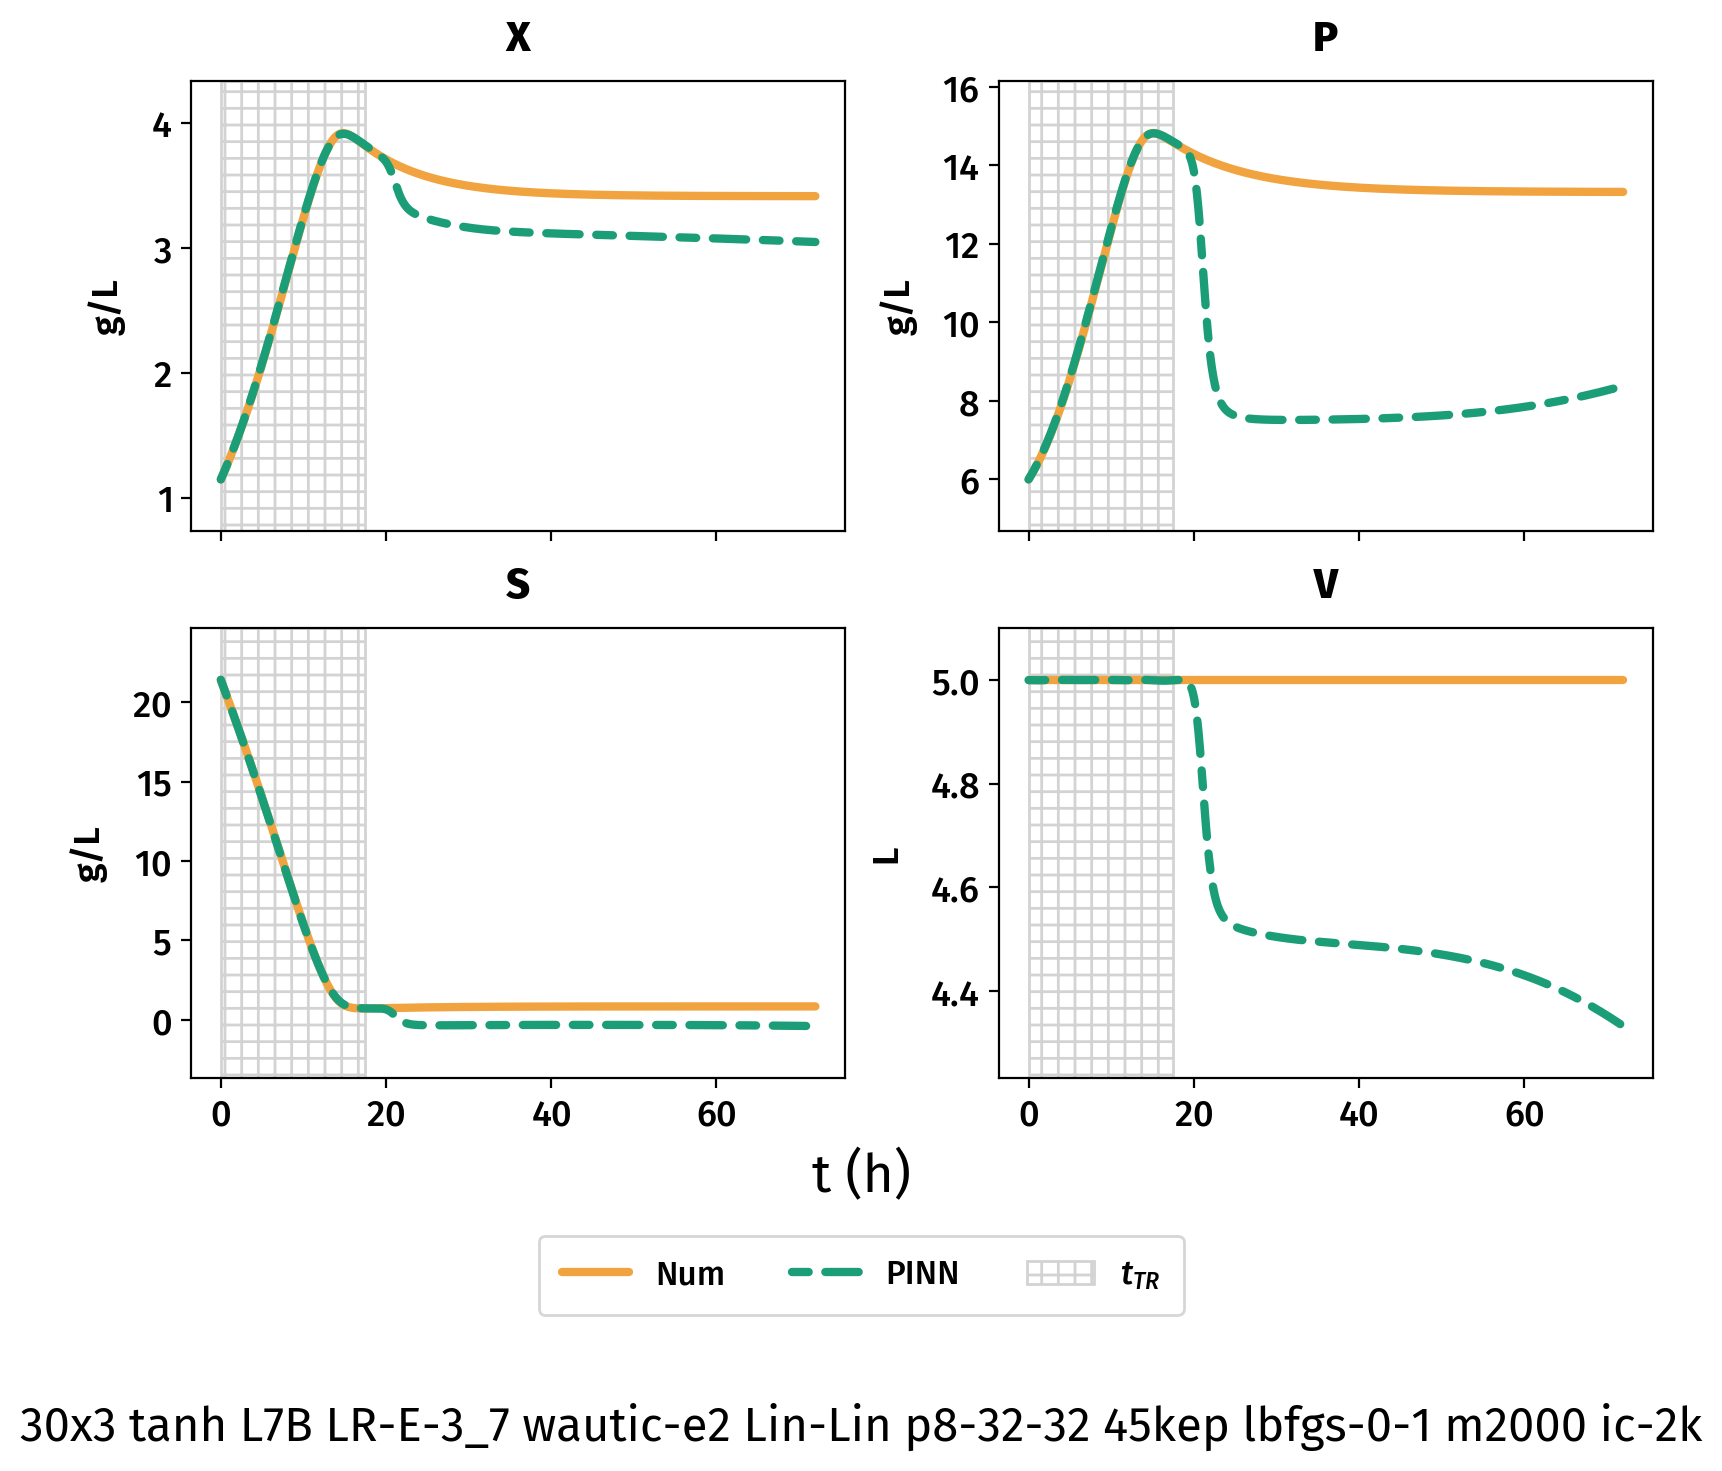 X
P
4
3
2
1
g/L
16
14
12
10
8
6
g/L
S
V
20
15
10
5
0
g/L
0 20 40 60
5.0
4.8
4.6
4.4
L
0 20 40 60
t (h)
Num PINN tTR
30x3 tanh L7B LR-E-3_7 wautic-e2 Lin-Lin p8-32-32 45kep lbfgs-0-1 m2000 ic-2k